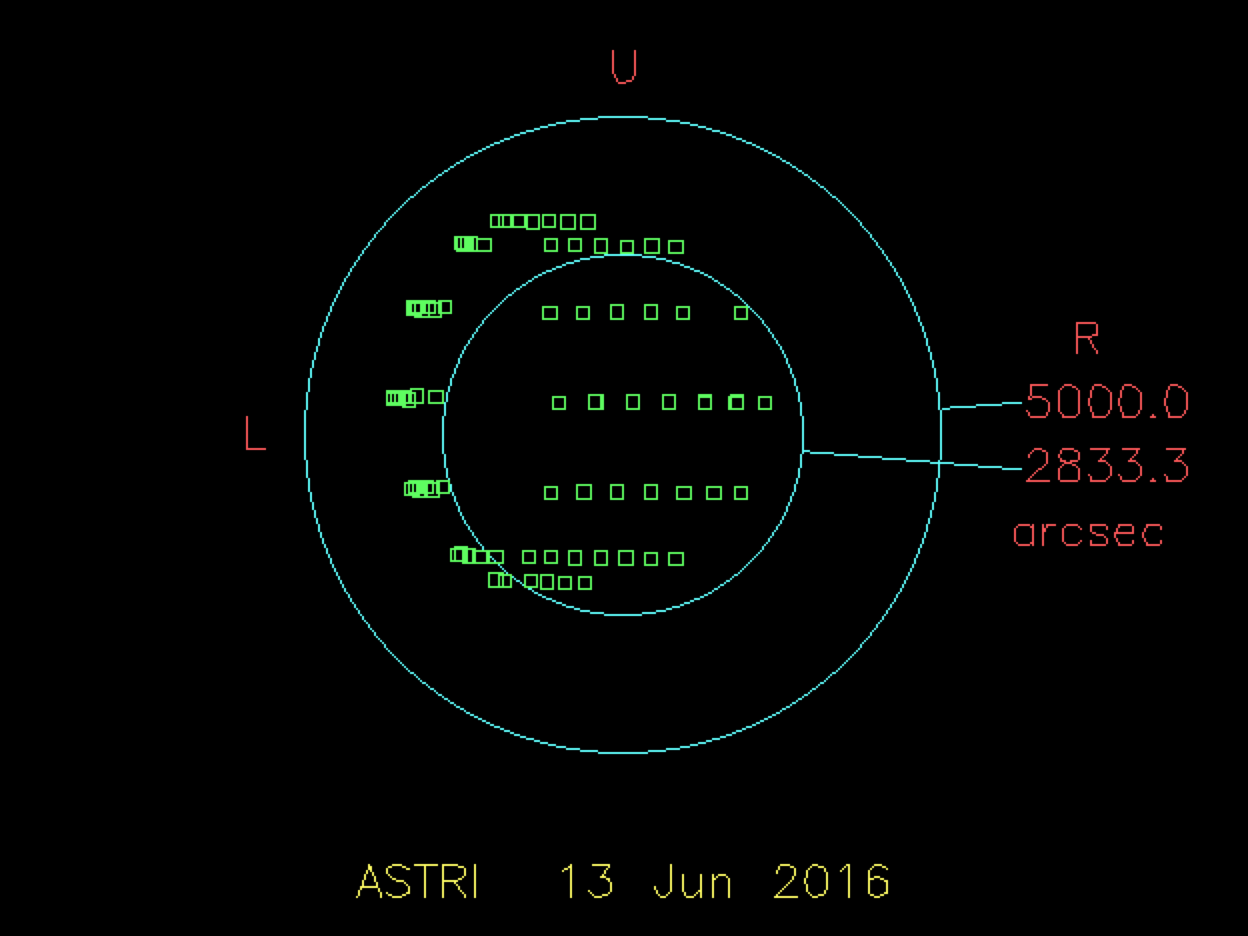 U
R
5000.0
L
2833.3
arcsec
ASTRI 13 Jun 2016